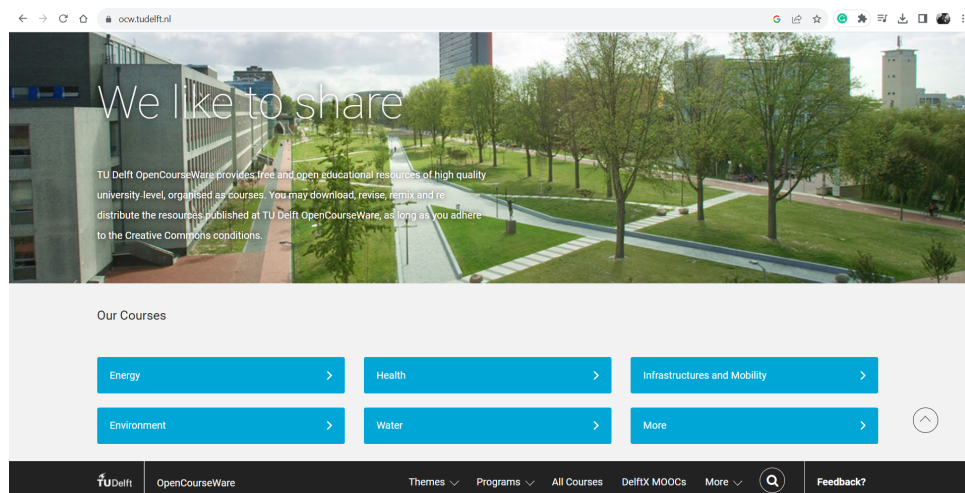 ocw.tudelft.nl
We like to share
TU Delft OpenCourseWare provides free and open educational resources of high quality
university-level, organised as courses. You may download, revise, remix and re
distribute the resources published at TU Delft OpenCourseWare, as long as you adhere
to the Creative Commons conditions.
Our Courses
Energy
Health
Infrastructures and Mobility
Environment
Water
More
TUDelft
OpenCourseWare
Themes
Programs
All Courses
DelftX MOOCs
More
Feedback?